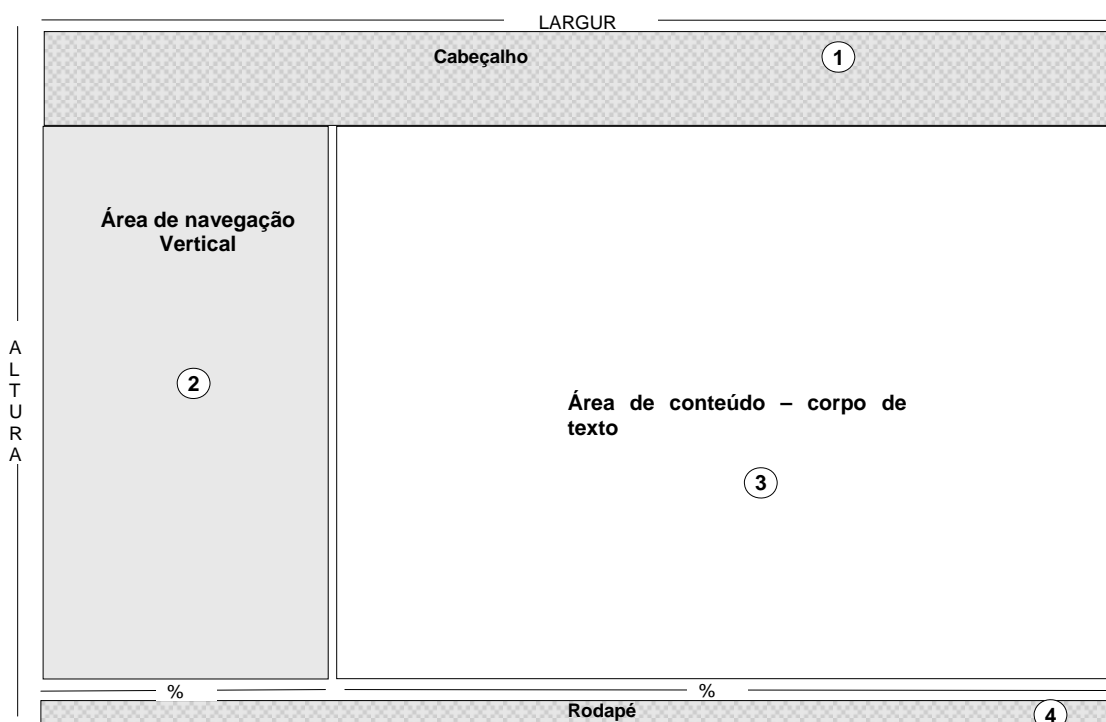 LARGUR
Cabeçalho
1
Área de navegação
Vertical
2
A
L
T
U
R
A
Área de conteúdo – corpo de
texto
3
%
%
Rodapé
4